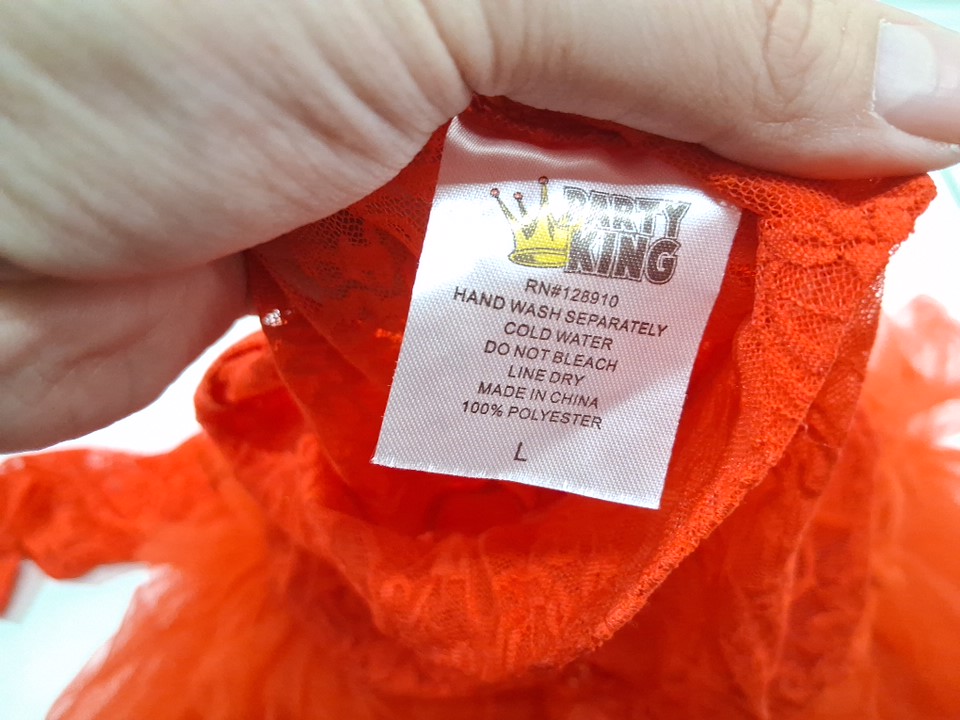 PARTY
KING
RN#128910
HAND WASH SEPARATELY
COLD WATER
DO NOT BLEACH
LINE DRY
MADE IN CHINA
100% POLYESTER
L